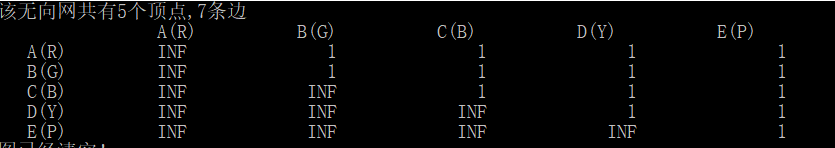 该无向网共有5个顶点,7条边
A(R) B(G) C(B) D(Y) E(P)
A(R) INF 1 1 1 1
B(G) INF 1 1 1 1
C(B) INF INF 1 1 1
D(Y) INF INF INF 1 1
E(P) INF INF INF INF 1
图已经清空!